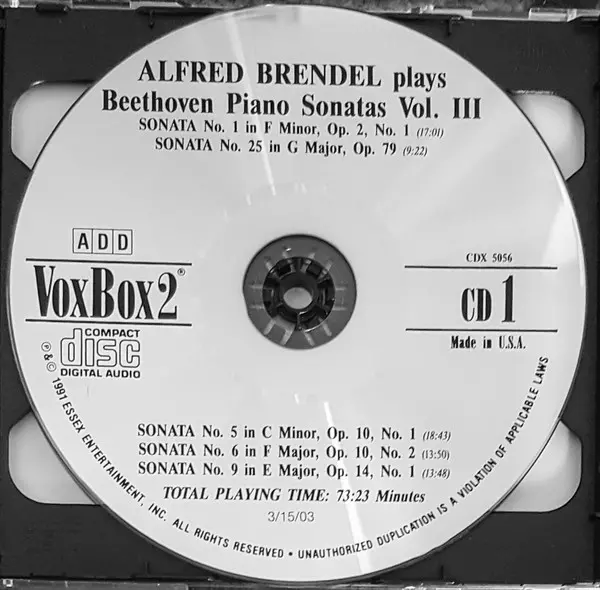 ALFRED BRENDEL plays
Beethoven Piano Sonatas Vol. III
SONATA No. 1 in F Minor, Op. 2, No. 1 (17:01)
SONATA No. 25 in G Major, Op. 79 (9:22)
ADD
VOXBOX2®
COMPACT
disc
DIGITAL AUDIO
CDX 5056
CD 1
Made in U.S.A.
SONATA No. 5 in C Minor, Op. 10, No. 1 (18:43)
SONATA No. 6 in F Major, Op. 10, No. 2 (13:50)
SONATA No. 9 in E Major, Op. 14, No. 1 (13:48)
TOTAL PLAYING TIME: 73:23 Minutes
3/15/03
℗ & © 1991 ESSEX ENTERTAINMENT, INC. ALL RIGHTS RESERVED • UNAUTHORIZED DUPLICATION IS A VIOLATION OF APPLICABLE LAWS